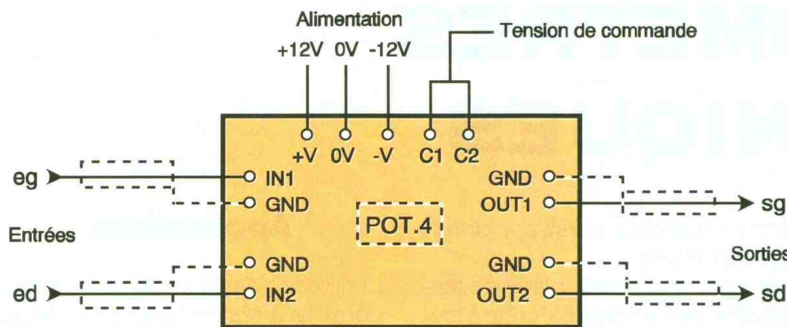 Alimentation
+12V 0V -12V
Tension de commande
+V 0V -V C1 C2
eg IN1 GND
GND OUT1 sg
Entrées POT.4 Sorties
GND GND
ed IN2 OUT2 sd